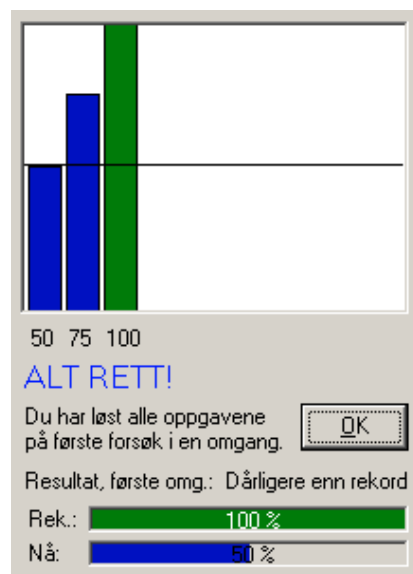 50 75 100
ALT RETT!
Du har løst alle oppgavene
på første forsøk i en omgang.
OK
Resultat, første omg.: Dårligere enn rekord
Rek.: 100 %
Nå: 50 %